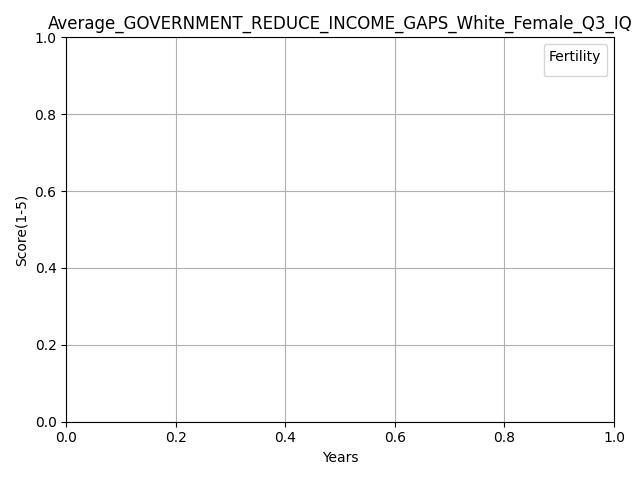 Average_GOVERNMENT_REDUCE_INCOME_GAPS_White_Female_Q3_IQ
Fertility
Score(1-5)
1.0
0.8
0.6
0.4
0.2
0.0
0.0 0.2 0.4 0.6 0.8 1.0
Years